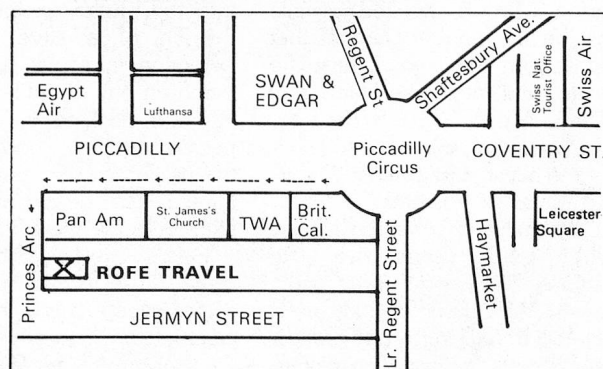 Regent St.
Shaftesbury Ave.
Egypt
Air
Lufthansa
SWAN &
EDGAR
Swiss Nat.
Tourist Office
Swiss Air
PICCADILLY
Piccadilly
Circus
COVENTRY ST.
Princes Arc
Pan Am
St. James's
Church
TWA
Brit.
Cal.
Lr. Regent Street
Haymarket
Leicester
Square
ROFE TRAVEL
JERMYN STREET